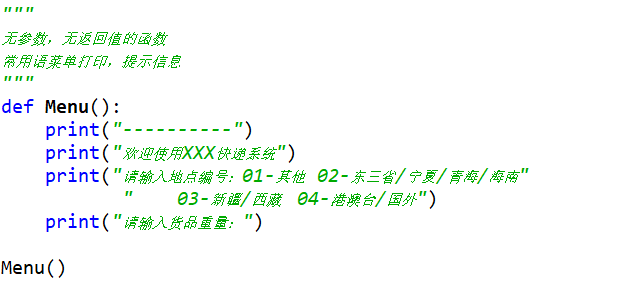 """
无参数，无返回值的函数
常用语菜单打印，提示信息
"""
def Menu():
    print("----------")
    print("欢迎使用XXX快递系统")
    print("请输入地点编号：01-其他 02-东三省/宁夏/青海/海南"
          "    03-新疆/西藏 04-港澳台/国外")
    print("请输入货品重量：")
Menu()